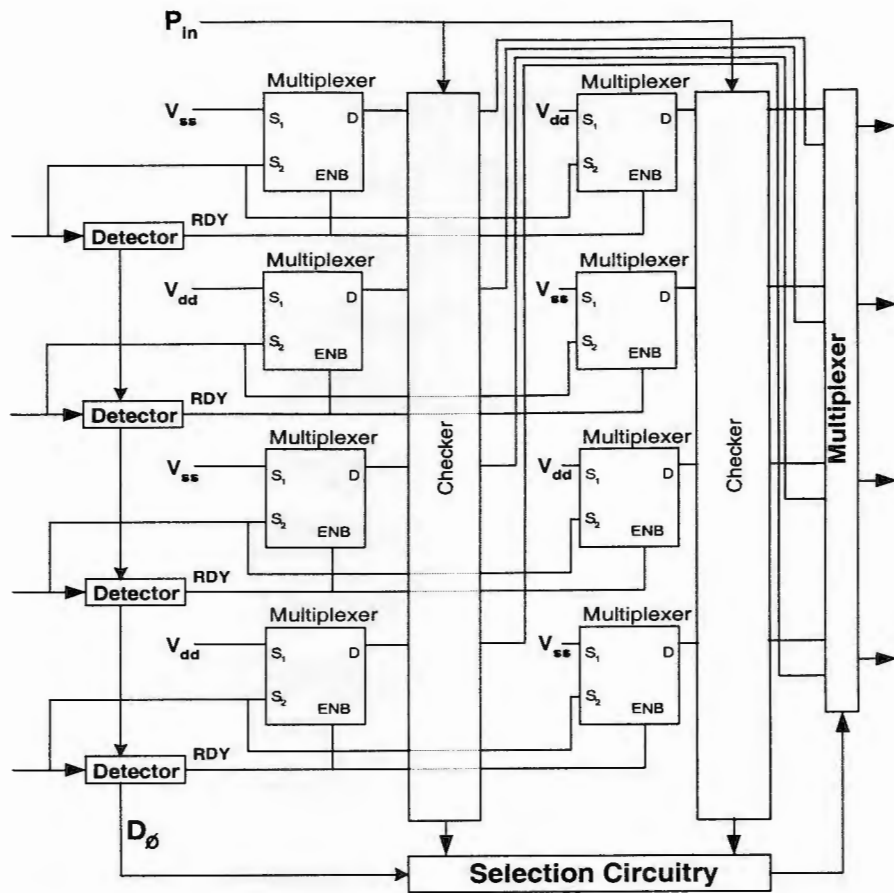 P_in
Multiplexer
Multiplexer
V_ss
S_1 D
S_2
ENB
V_dd
S_1 D
S_2
ENB
Detector
RDY
Multiplexer
Multiplexer
V_dd
S_1 D
S_2
ENB
V_ss
S_1 D
S_2
ENB
Detector
RDY
Multiplexer
Multiplexer
V_ss
S_1 D
S_2
ENB
V_dd
S_1 D
S_2
ENB
Detector
RDY
Multiplexer
Multiplexer
V_dd
S_1 D
S_2
ENB
V_ss
S_1 D
S_2
ENB
Detector
RDY
Checker
Checker
Multiplexer
D_Ø
Selection Circuitry